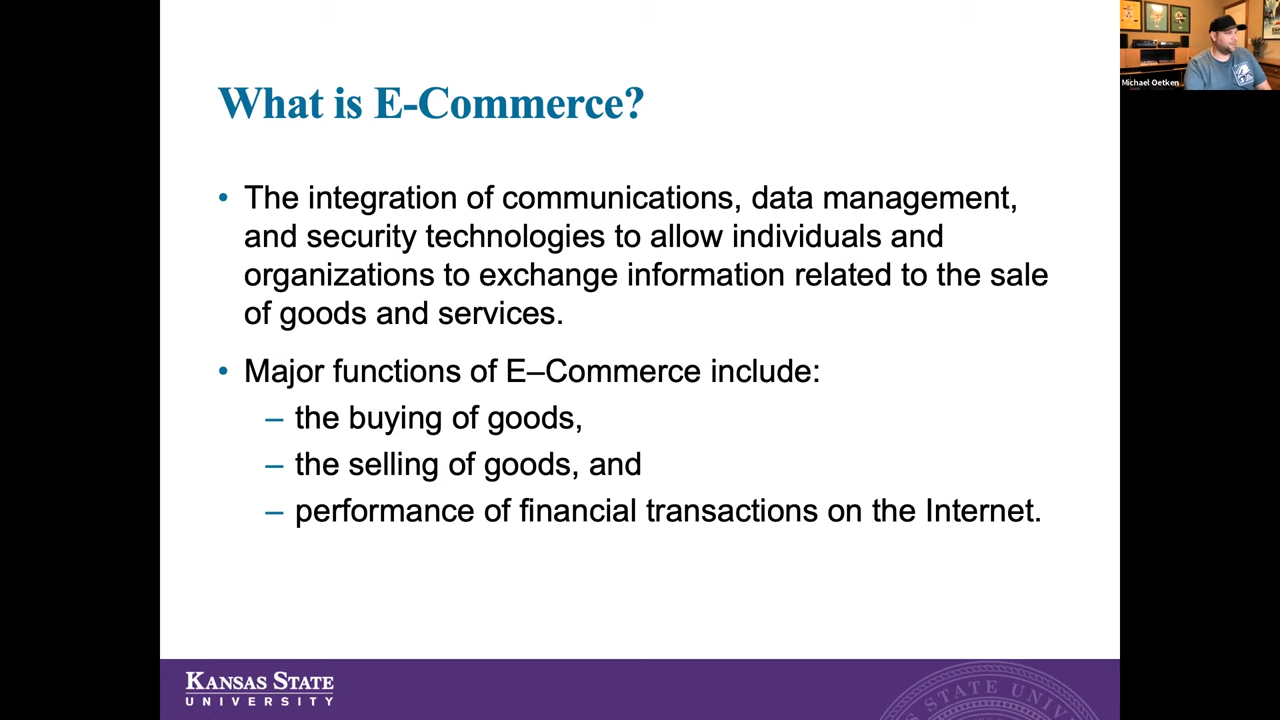 What is E-Commerce?
• The integration of communications, data management,
and security technologies to allow individuals and
organizations to exchange information related to the sale
of goods and services.
• Major functions of E–Commerce include:
– the buying of goods,
– the selling of goods, and
– performance of financial transactions on the Internet.
KANSAS STATE
UNIVERSITY
STATE UNIV
Michael Oetken